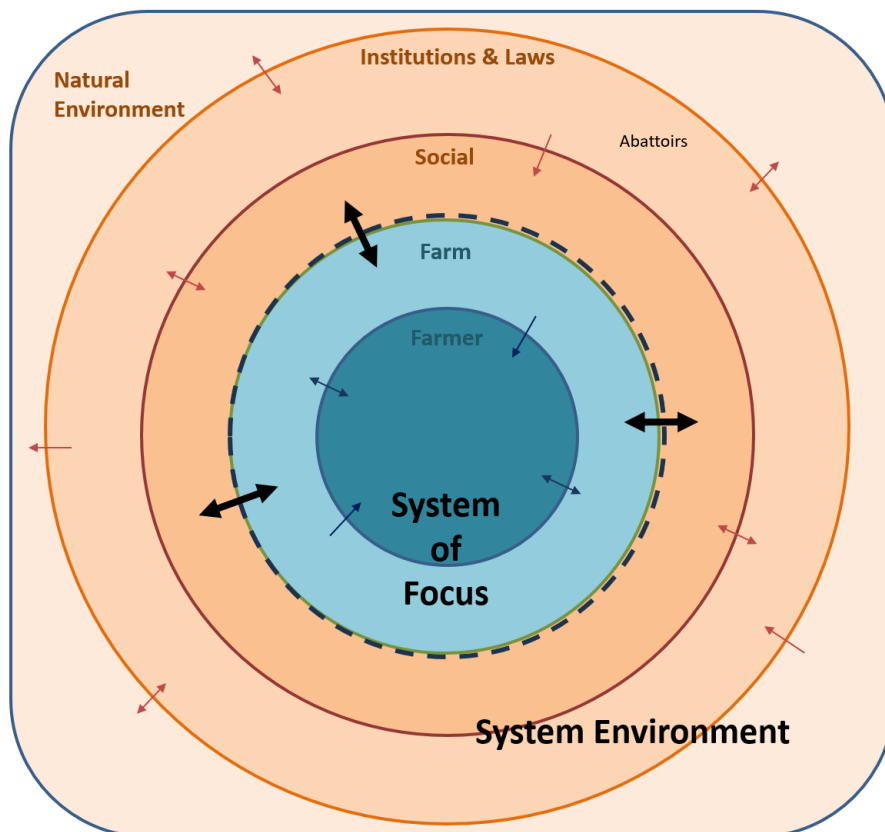 Institutions & Laws
Natural
Environment
Abattoirs
Social
Farm
Farmer
System
of
Focus
System Environment